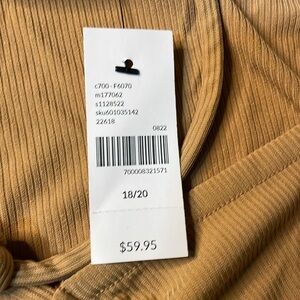 c700 - F6070
m177062
s1128522
sku601035142
22618
0822
700008321571
18/20
$59.95